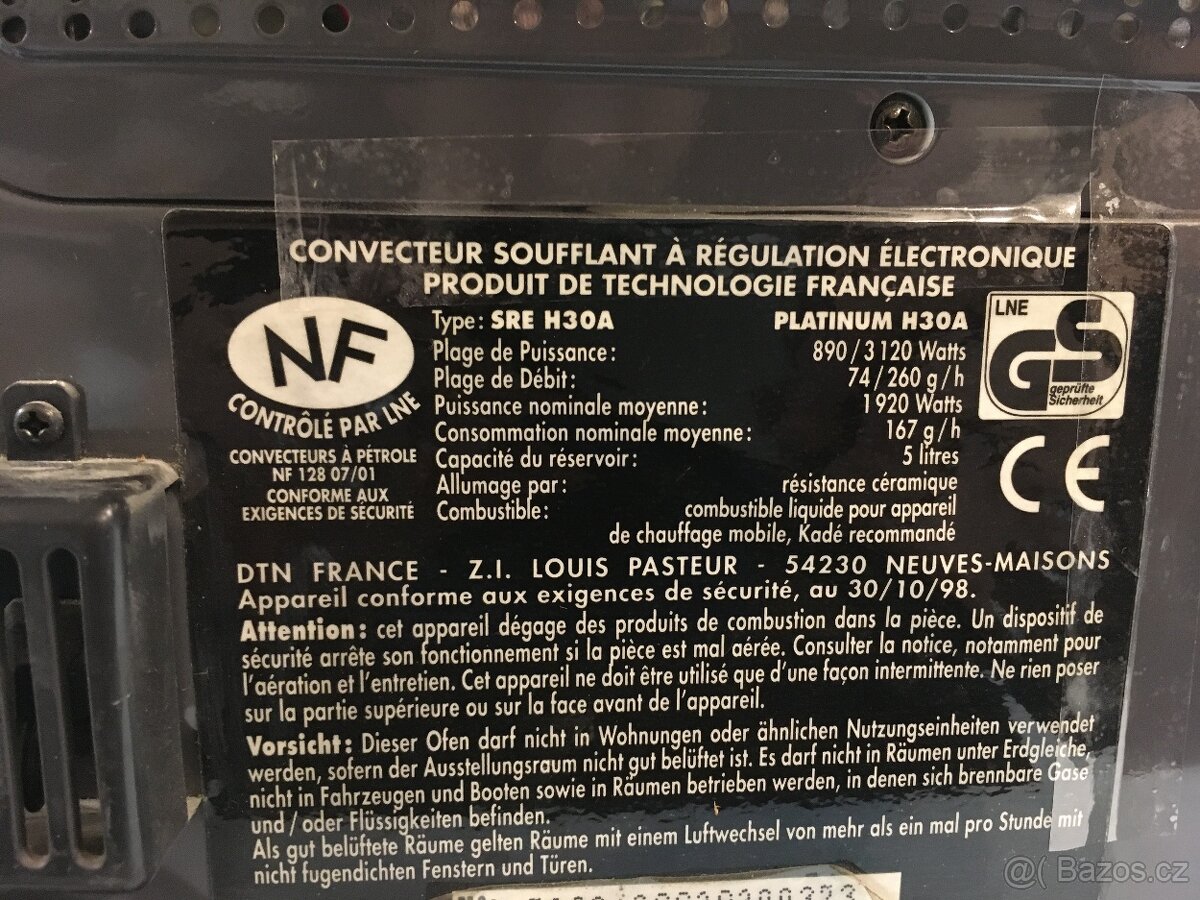 CONVECTEUR SOUFFLANT À RÉGULATION ÉLECTRONIQUE
PRODUIT DE TECHNOLOGIE FRANÇAISE
NF
CONTRÔLÉ PAR LNE
CONVECTEURS À PÉTROLE
NF 128 07/01
CONFORME AUX
EXIGENCES DE SÉCURITÉ
Type: SRE H30A PLATINUM H30A
Plage de Puissance: 890/3120 Watts
Plage de Débit: 74/260 g/h
Puissance nominale moyenne: 1920 Watts
Consommation nominale moyenne: 167 g/h
Capacité du réservoir: 5 litres
Allumage par: résistance céramique
Combustible: combustible liquide pour appareil
de chauffage mobile, Kadé recommandé
LNE
GS
geprüfte
Sicherheit
CE
DTN FRANCE - Z.I. LOUIS PASTEUR - 54230 NEUVES-MAISONS
Appareil conforme aux exigences de sécurité, au 30/10/98.
Attention: cet appareil dégage des produits de combustion dans la pièce. Un dispositif de
sécurité arrête son fonctionnement si la pièce est mal aérée. Consulter la notice, notamment pour
l'aération et l'entretien. Cet appareil ne doit être utilisé que d'une façon intermittente. Ne rien poser
sur la partie supérieure ou sur la face avant de l'appareil.
Vorsicht: Dieser Ofen darf nicht in Wohnungen oder ähnlichen Nutzungseinheiten verwendet
werden, sofern der Ausstellungsraum nicht gut belüftet ist. Es darf nicht in Räumen unter Erdgleiche,
nicht in Fahrzeugen und Booten sowie in Räumen betrieben werden, in denen sich brennbare Gase
und / oder Flüssigkeiten befinden.
Als gut belüftete Räume gelten Räume mit einem Luftwechsel von mehr als ein mal pro Stunde mit
nicht fugendichten Fenstern und Türen.
@( Bazos.cz